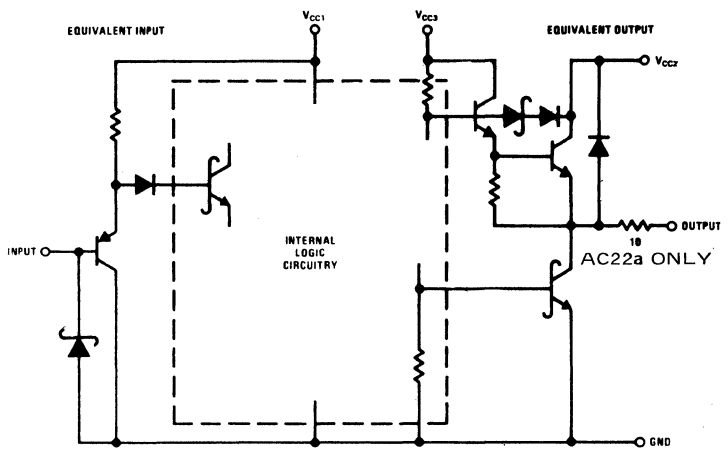 EQUIVALENT INPUT
VCC1
VCC3
EQUIVALENT OUTPUT
VCC2
INPUT
INTERNAL
LOGIC
CIRCUITRY
OUTPUT
10
AC22a ONLY
GND